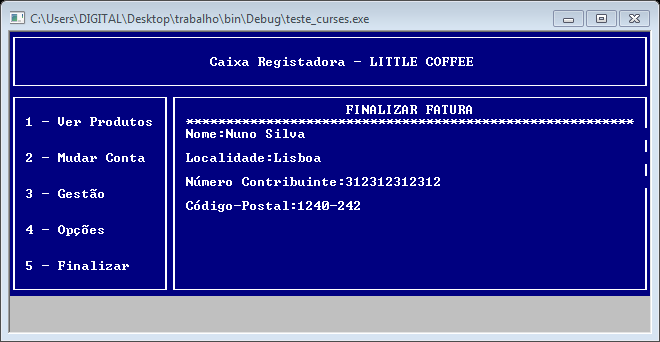 C:\Users\DIGITAL\Desktop\trabalho\bin\Debug\teste_curses.exe
Caixa Registadora - LITTLE COFFEE
1 - Ver Produtos
2 - Mudar Conta
3 - Gestão
4 - Opções
5 - Finalizar
FINALIZAR FATURA
********************************************************
Nome:Nuno Silva
Localidade:Lisboa
Número Contribuinte:312312312312
Código-Postal:1240-242